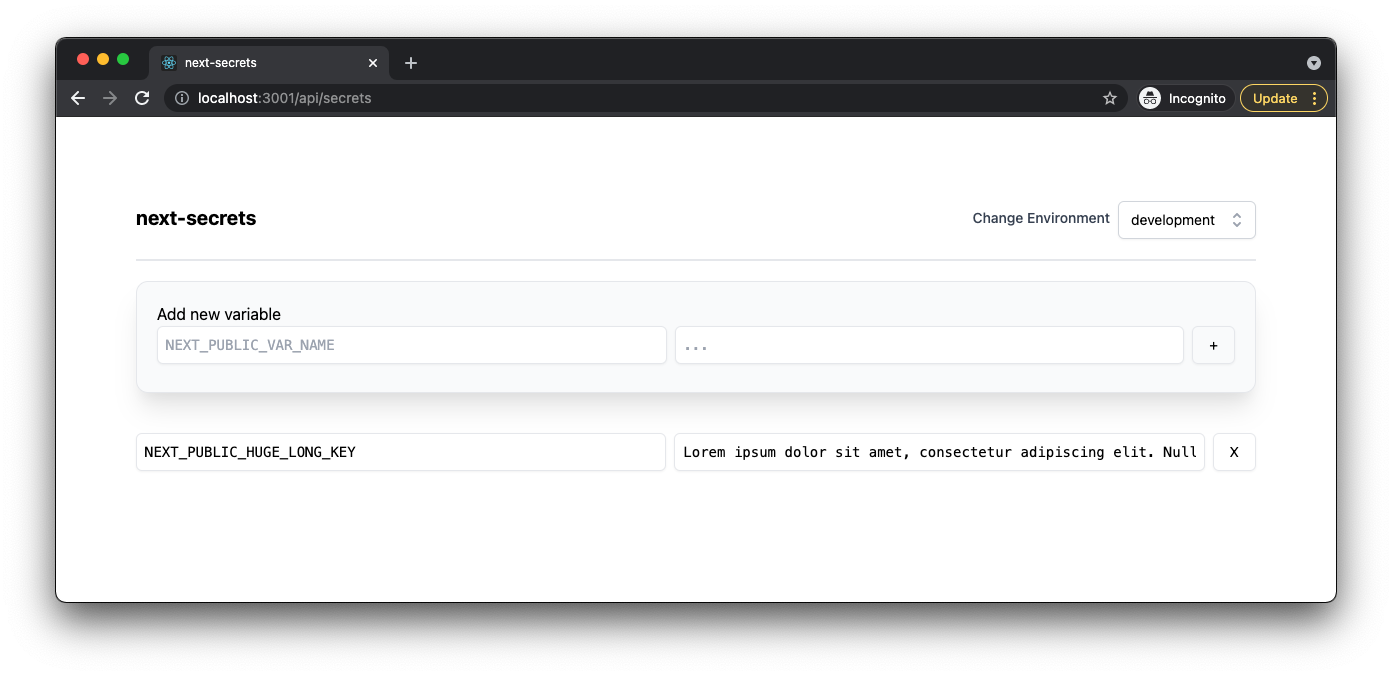 next-secrets
localhost:3001/api/secrets
Incognito
Update
next-secrets
Change Environment
development
Add new variable
NEXT_PUBLIC_VAR_NAME
...
+
NEXT_PUBLIC_HUGE_LONG_KEY
Lorem ipsum dolor sit amet, consectetur adipiscing elit. Null
X